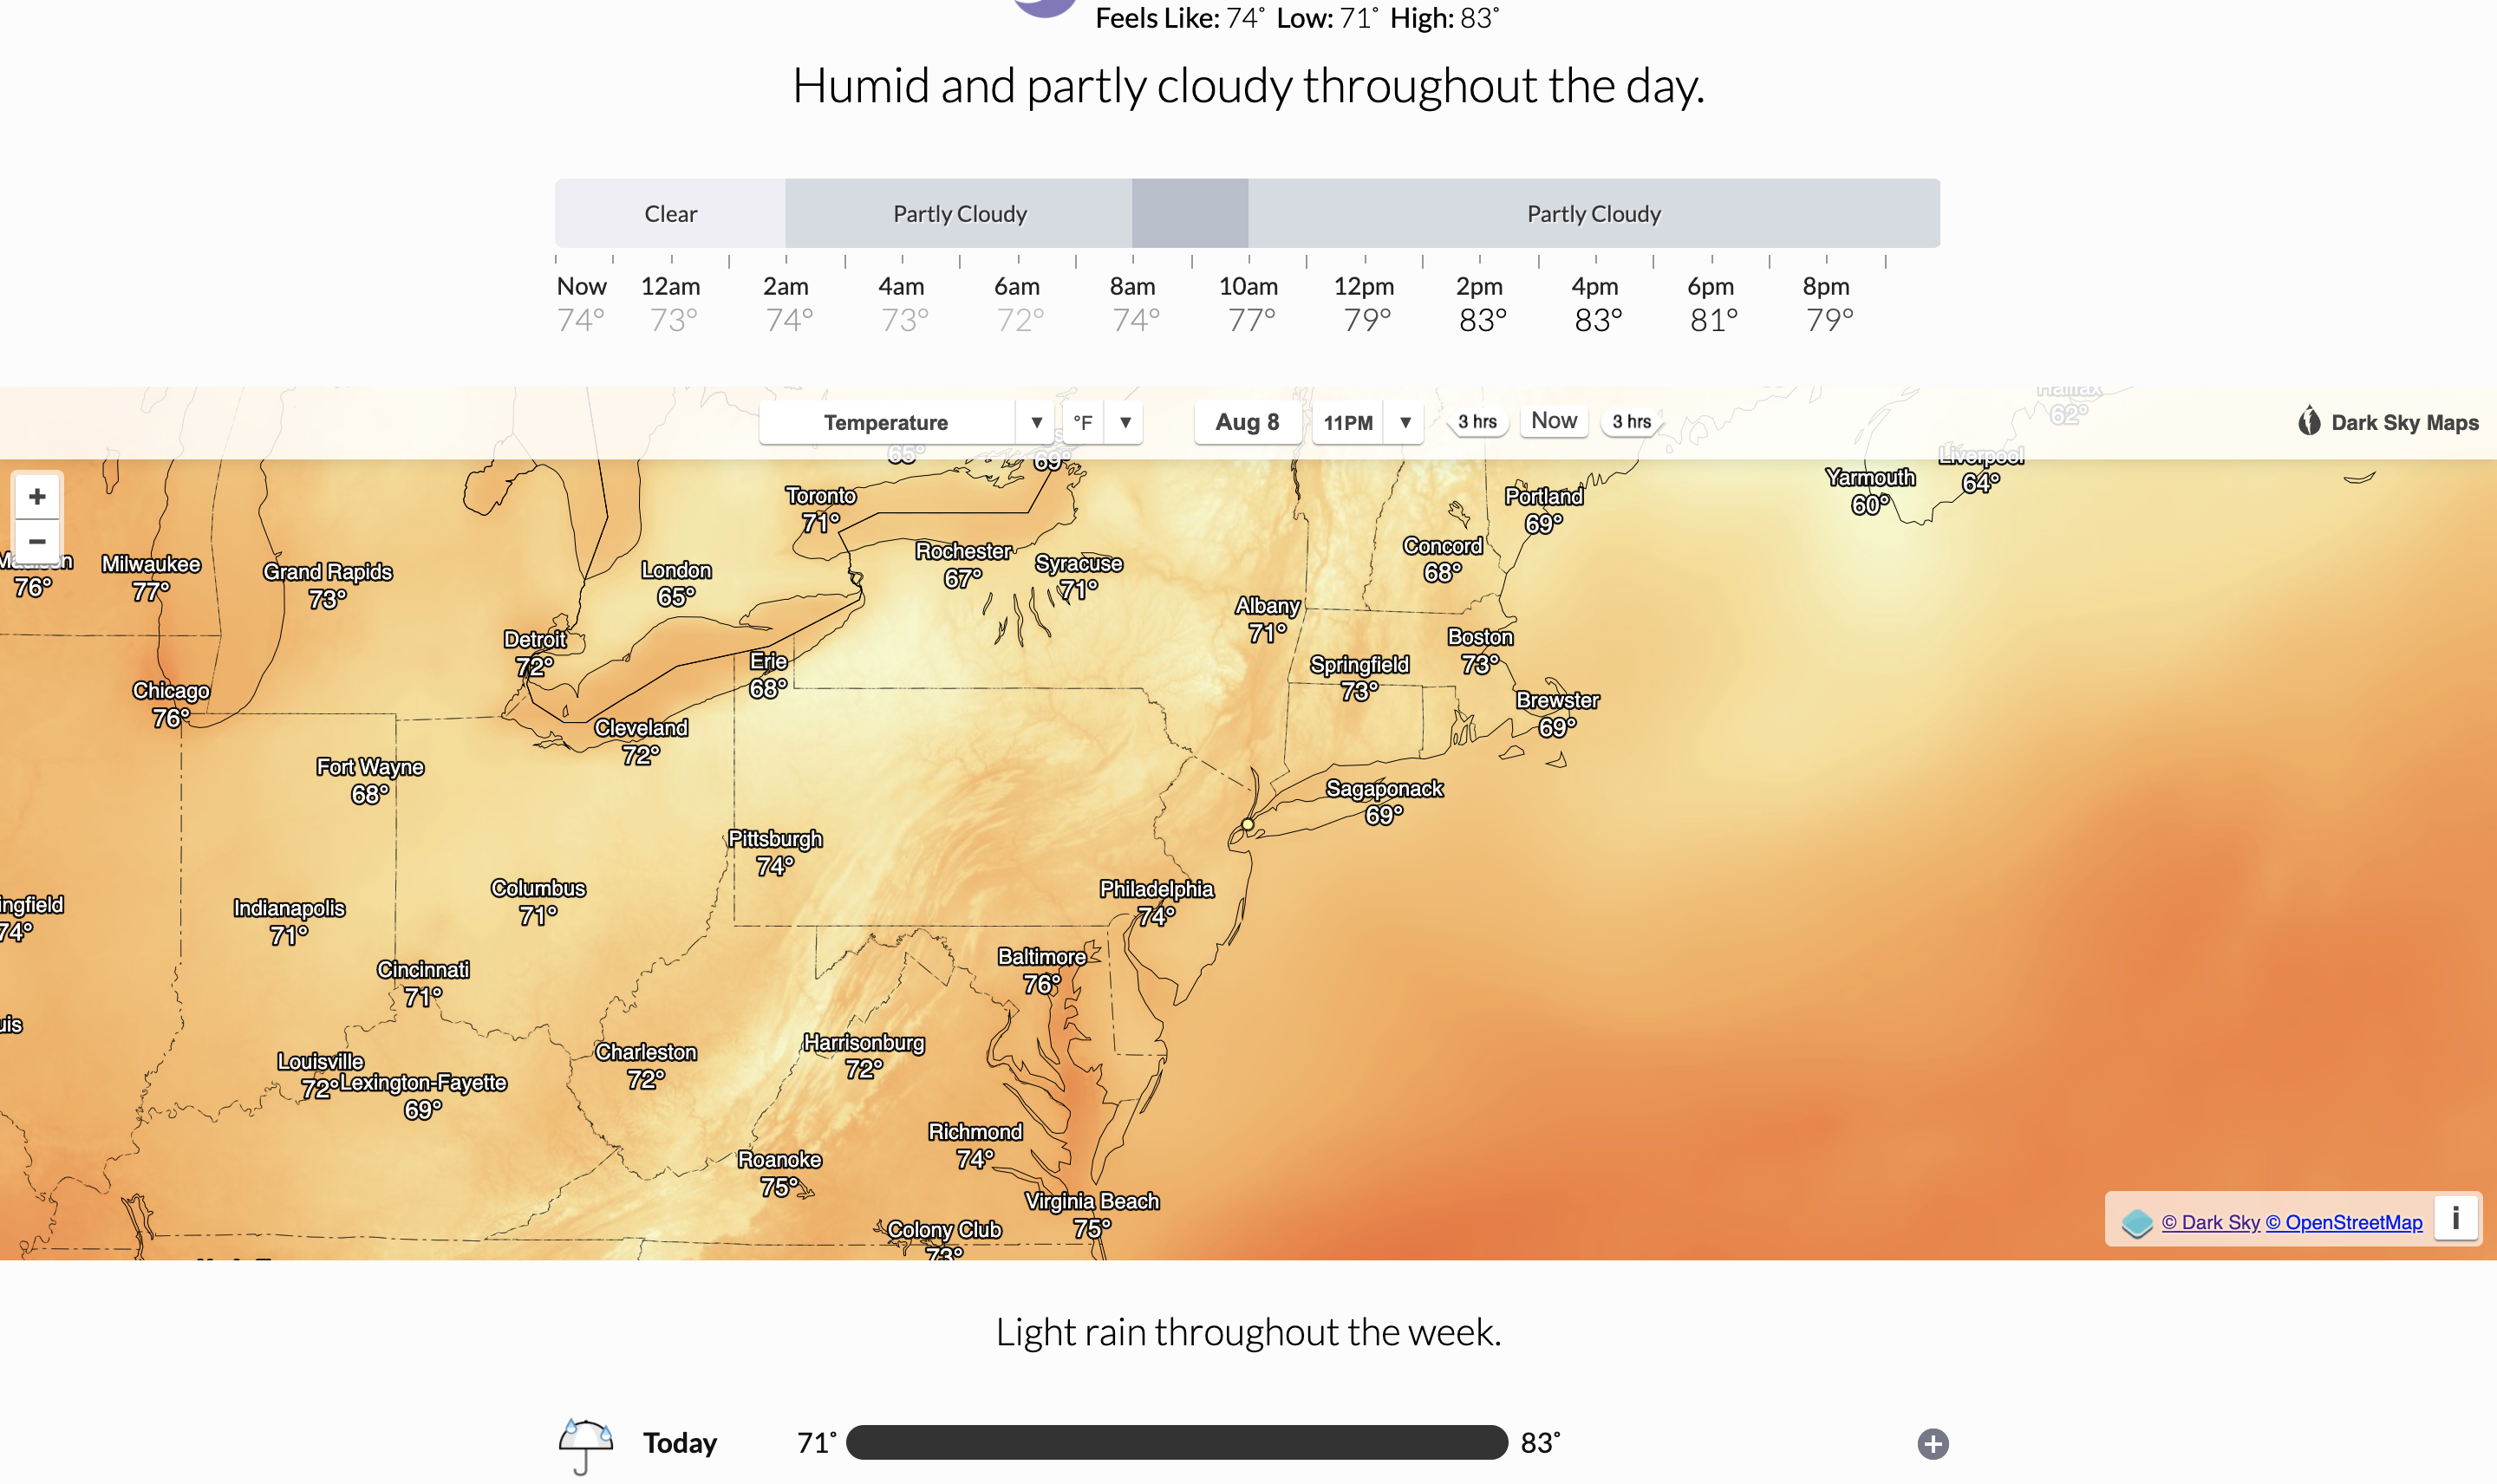 Feels Like: 74˚ Low: 71˚ High: 83˚
Humid and partly cloudy throughout the day.
Clear
Partly Cloudy
Partly Cloudy
Now 12am 2am 4am 6am 8am 10am 12pm 2pm 4pm 6pm 8pm
74° 73° 74° 73° 72° 74° 77° 79° 83° 83° 81° 79°
Halifax
62°
Temperature ▼ °F ▼ Aug 8 11PM ▼ 3 hrs Now 3 hrs
Dark Sky Maps
65°
69°
Liverpool
64°
Yarmouth
60°
+
−
Toronto
71°
Portland
69°
Madison
76°
Milwaukee
77°
Grand Rapids
73°
London
65°
Rochester
67°
Syracuse
71°
Concord
68°
Albany
71°
Detroit
72°
Boston
73°
Erie
68°
Springfield
73°
Chicago
76°
Brewster
69°
Cleveland
72°
Fort Wayne
68°
Sagaponack
69°
Pittsburgh
74°
Columbus
71°
Philadelphia
74°
ingfield
74°
Indianapolis
71°
Baltimore
76°
Cincinnati
71°
uis
Harrisonburg
72°
Charleston
72°
Louisville
72°
Lexington-Fayette
69°
Richmond
74°
Roanoke
75°
Virginia Beach
75°
Colony Club
73°
© Dark Sky © OpenStreetMap i
Light rain throughout the week.
Today 71˚ 83˚ +